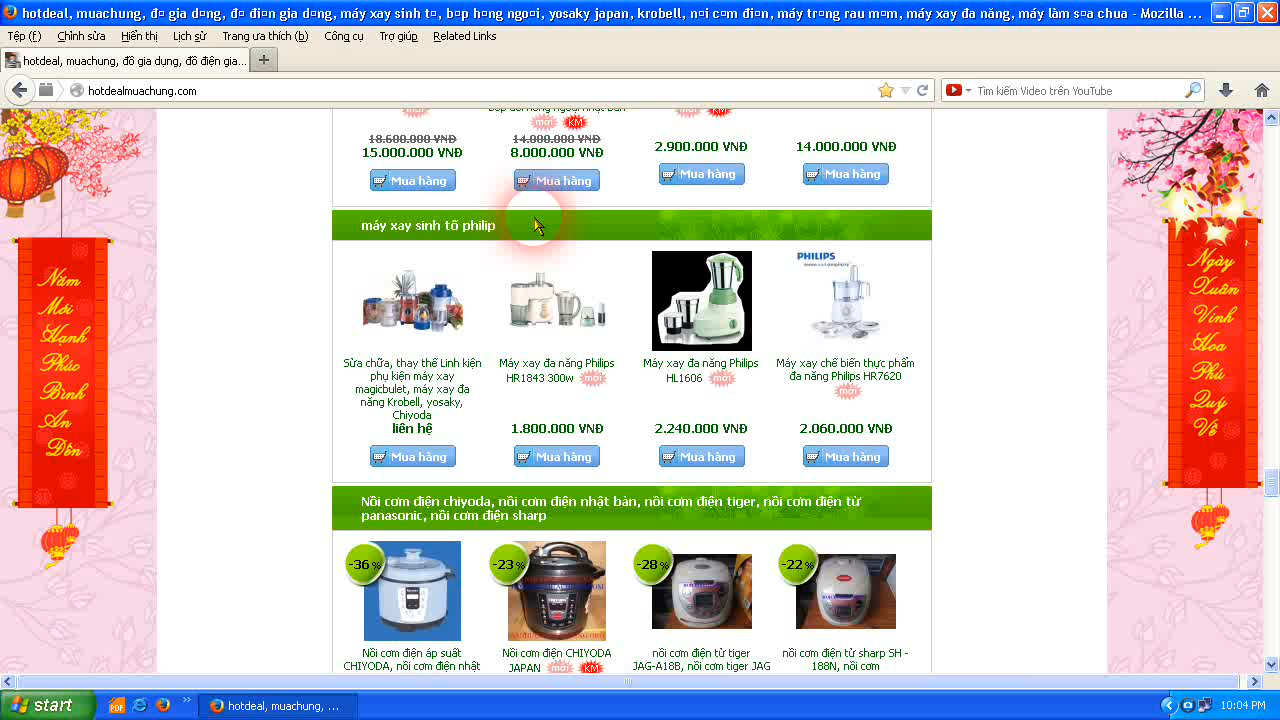 hotdeal, muachung, đồ gia dụng, đồ điện gia dụng, máy xay sinh tố, bếp hồng ngoại, yosaky japan, krobell, nồi cơm điện, máy trồng rau mầm, máy xay đa năng, máy làm sữa chua - Mozilla ...
Tệp (f) Chỉnh sửa Hiển thị Lịch sử Trang ưa thích (b) Công cụ Trợ giúp Related Links
hotdeal, muachung, đồ gia dụng, đồ điện gia...
hotdealmuachung.com
Tìm kiếm Video trên YouTube
mới mới KM mới KM
18.600.000 VNĐ 14.000.000 VNĐ
15.000.000 VNĐ 8.000.000 VNĐ 2.900.000 VNĐ 14.000.000 VNĐ
Mua hàng Mua hàng Mua hàng Mua hàng
máy xay sinh tố philip
PHILIPS
Sửa chữa, thay thế Linh kiện
phụ kiện máy xay
magicbulet, máy xay đa
năng Krobell, yosaky,
Chiyoda
liên hệ
Máy xay đa năng Philips
HR1843 300w mới
1.800.000 VNĐ
Máy xay đa năng Philips
HL1606 mới
2.240.000 VNĐ
Máy xay chế biến thực phẩm
đa năng Philips HR7620
mới
2.060.000 VNĐ
Mua hàng Mua hàng Mua hàng Mua hàng
Nồi cơm điện chiyoda, nồi cơm điện nhật bản, nồi cơm điện tiger, nồi cơm điện từ
panasonic, nồi cơm điện sharp
-36 % -23 % -28 % -22 %
Nồi cơm điện áp suất
CHIYODA, nồi cơm điện nhật
Nồi cơm điện CHIYODA
JAPAN mới KM
nồi cơm điện từ tiger
JAG-A18B, nồi cơm tiger JAG
nồi cơm điện từ sharp SH -
188N, nồi cơm
Năm
Mới
Hạnh
Phúc
Bình
An
Đến
Ngày
Xuân
Vinh
Hoa
Phú
Quý
Về
start
hotdeal, muachung, ...
10:04 PM